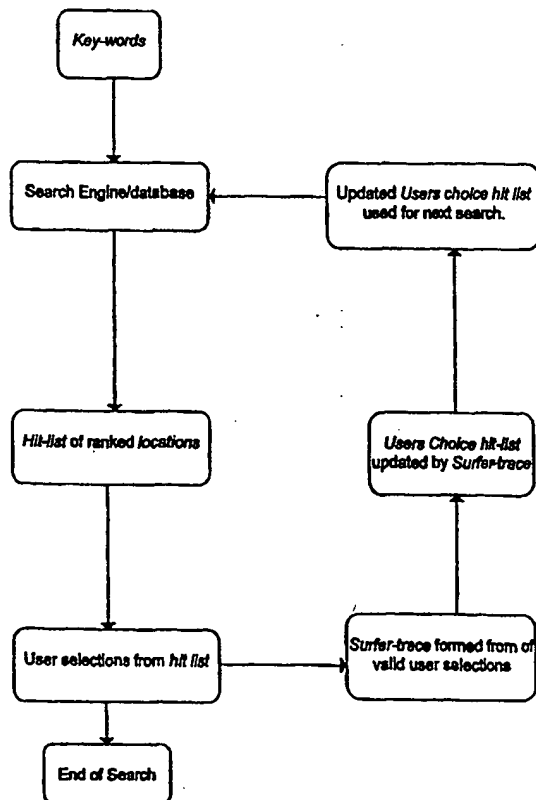 Key-words
Search Engine/database
Updated Users choice hit list
used for next search.
Hit-list of ranked locations
Users Choice hit-list
updated by Surfer-trace
User selections from hit list
Surfer-trace formed from of
valid user selections
End of Search